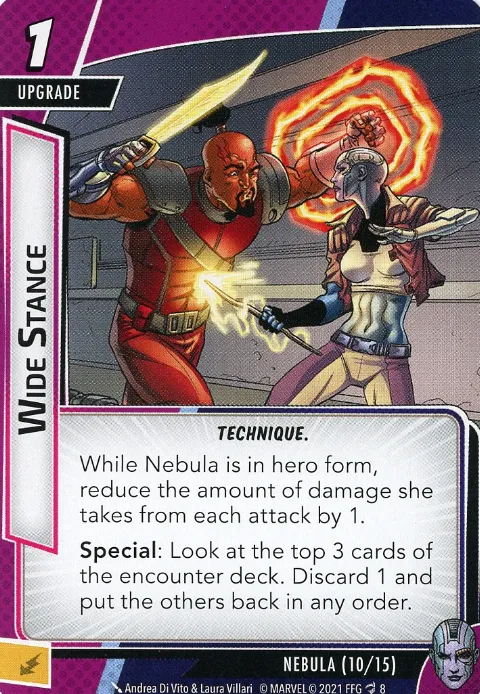 1
UPGRADE
WIDE STANCE
TECHNIQUE.
While Nebula is in hero form,
reduce the amount of damage she
takes from each attack by 1.
Special: Look at the top 3 cards of
the encounter deck. Discard 1 and
put the others back in any order.
NEBULA (10/15)
Andrea Di Vito & Laura Villari © MARVEL © 2021 FFG 8